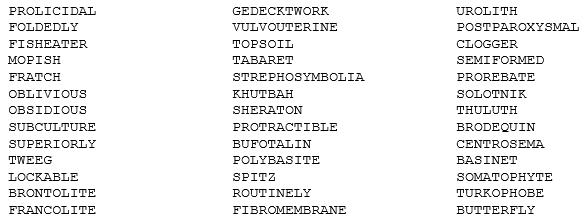 PROLICIDAL GEDECKTWORK UROLITH
FOLDEDLY VULVOUTERINE POSTPAROXYSMAL
FISHEATER TOPSOIL CLOGGER
MOPISH TABARET SEMIFORMED
FRATCH STREPHOSYMBOLIA PROREBATE
OBLIVIOUS KHUTBAH SOLOTNIK
OBSIDIOUS SHERATON THULUTH
SUBCULTURE PROTRACTIBLE BRODEQUIN
SUPERIORLY BUFOTALIN CENTROSEMA
TWEEG POLYBASITE BASINET
LOCKABLE SPITZ SOMATOPHYTE
BRONTOLITE ROUTINELY TURKOPHOBE
FRANCOLITE FIBROMEMBRANE BUTTERFLY